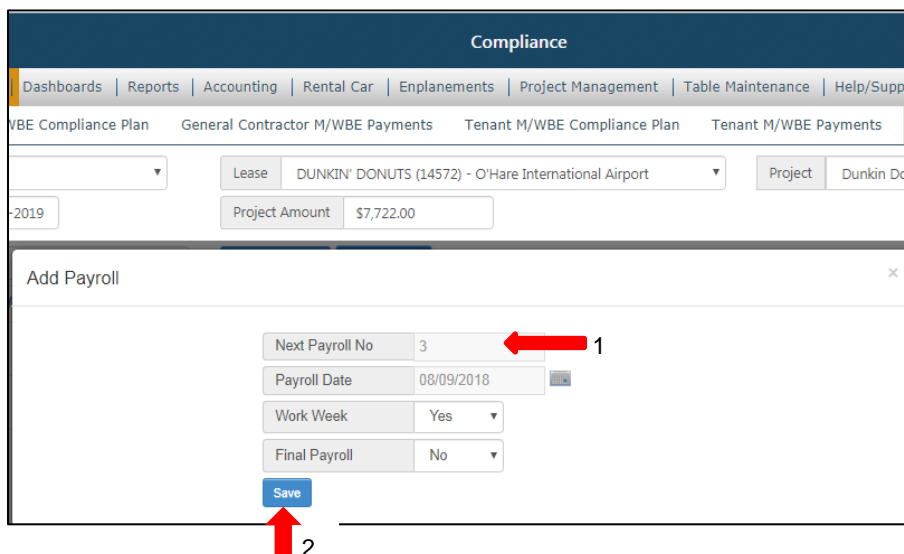 Compliance
Dashboards | Reports | Accounting | Rental Car | Enplanements | Project Management | Table Maintenance | Help/Supp
WBE Compliance Plan General Contractor M/WBE Payments Tenant M/WBE Compliance Plan Tenant M/WBE Payments
Lease DUNKIN' DONUTS (14572) - O'Hare International Airport Project Dunkin Do
-2019 Project Amount $7,722.00
Add Payroll ×
Next Payroll No 3 1
Payroll Date 08/09/2018
Work Week Yes
Final Payroll No
Save
2